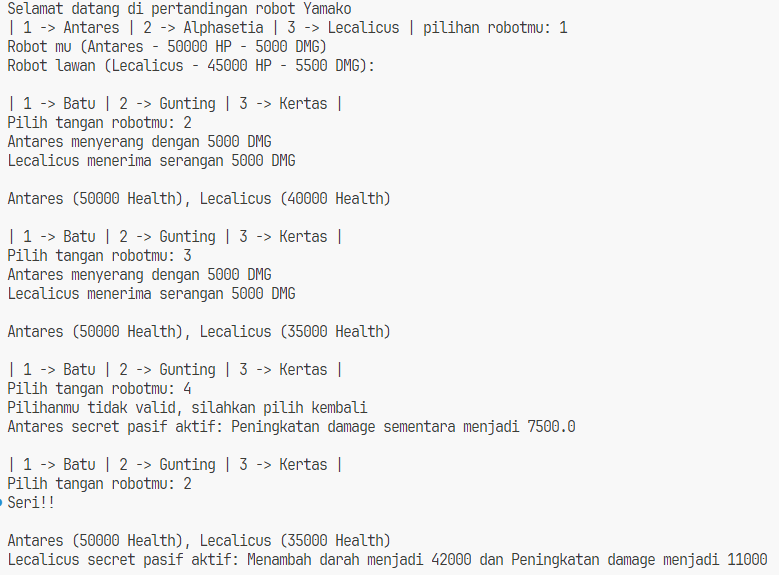 Selamat datang di pertandingan robot Yamako
| 1 -> Antares | 2 -> Alphasetia | 3 -> Lecalicus | pilihan robotmu: 1
Robot mu (Antares - 50000 HP - 5000 DMG)
Robot lawan (Lecalicus - 45000 HP - 5500 DMG):
| 1 -> Batu | 2 -> Gunting | 3 -> Kertas |
Pilih tangan robotmu: 2
Antares menyerang dengan 5000 DMG
Lecalicus menerima serangan 5000 DMG
Antares (50000 Health), Lecalicus (40000 Health)
| 1 -> Batu | 2 -> Gunting | 3 -> Kertas |
Pilih tangan robotmu: 3
Antares menyerang dengan 5000 DMG
Lecalicus menerima serangan 5000 DMG
Antares (50000 Health), Lecalicus (35000 Health)
| 1 -> Batu | 2 -> Gunting | 3 -> Kertas |
Pilih tangan robotmu: 4
Pilihanmu tidak valid, silahkan pilih kembali
Antares secret pasif aktif: Peningkatan damage sementara menjadi 7500.0
| 1 -> Batu | 2 -> Gunting | 3 -> Kertas |
Pilih tangan robotmu: 2
Seri!!
Antares (50000 Health), Lecalicus (35000 Health)
Lecalicus secret pasif aktif: Menambah darah menjadi 42000 dan Peningkatan damage menjadi 11000